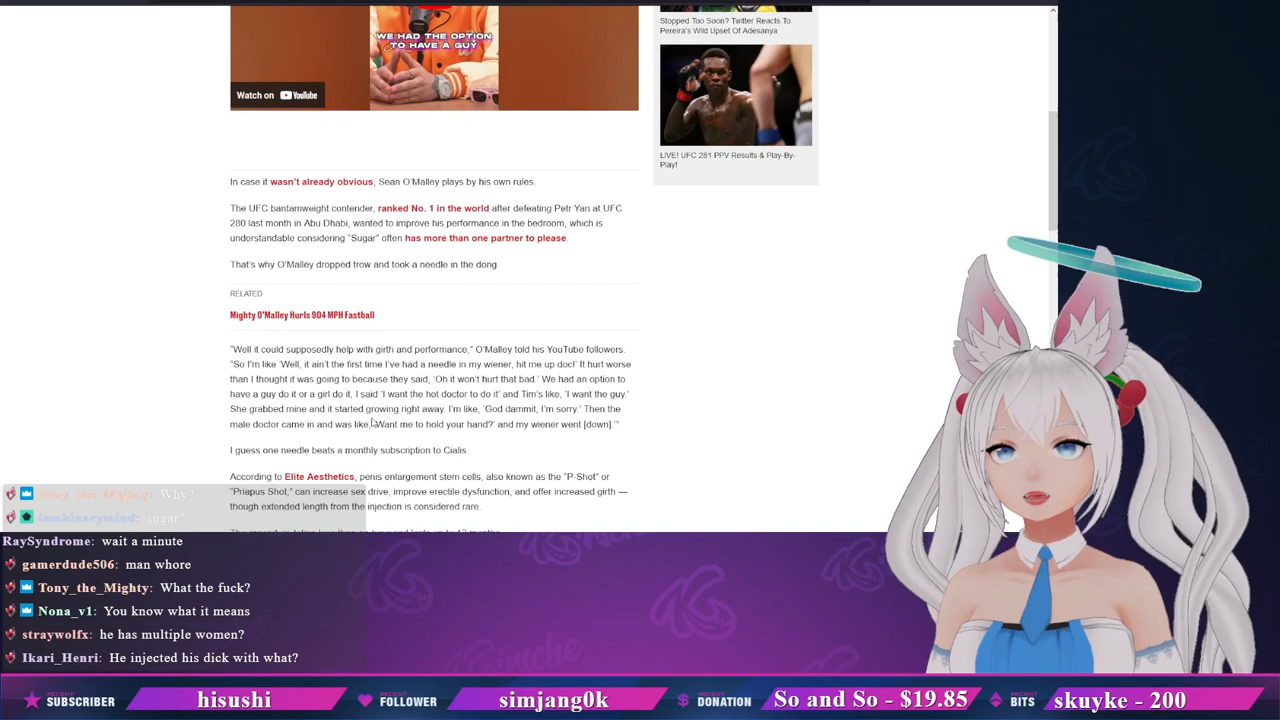 WE HAD THE OPTION
TO HAVE A GUY
Watch on YouTube
Stopped Too Soon? Twitter Reacts To
Pereira's Wild Upset Of Adesanya
LIVE! UFC 281 PPV Results & Play-By-
Play!
In case it wasn't already obvious, Sean O'Malley plays by his own rules.
The UFC bantamweight contender, ranked No. 1 in the world after defeating Petr Yan at UFC
280 last month in Abu Dhabi, wanted to improve his performance in the bedroom, which is
understandable considering "Sugar" often has more than one partner to please.
That's why O'Malley dropped trow and took a needle in the dong.
RELATED
Mighty O'Malley Hurls 904 MPH Fastball
"Well it could supposedly help with girth and performance," O'Malley told his YouTube followers.
"So I'm like 'Well, it ain't the first time I've had a needle in my wiener, hit me up doc!' It hurt worse
than I thought it was going to because they said, 'Oh it won't hurt that bad.' We had an option to
have a guy do it or a girl do it, I said 'I want the hot doctor to do it' and Tim's like, 'I want the guy.'
She grabbed mine and it started growing right away. I'm like, 'God dammit, I'm sorry.' Then the
male doctor came in and was like, 'Want me to hold your hand?' and my wiener went [down].'"
I guess one needle beats a monthly subscription to Cialis.
According to Elite Aesthetics, penis enlargement stem cells, also known as the "P-Shot" or
"Priapus Shot," can increase sex drive, improve erectile dysfunction, and offer increased girth —
though extended length from the injection is considered rare.
Tony_the_Mighty: Why?
sugar?
RaySyndrome: wait a minute
gamerdude506: man whore
Tony_the_Mighty: What the fuck?
Nona_v1: You know what it means
straywolfx: he has multiple women?
Ikari_Henri: He injected his dick with what?
RECENT SUBSCRIBER hisushi
RECENT FOLLOWER simjang0k
RECENT DONATION So and So - $19.85
RECENT BITS skuyke - 200